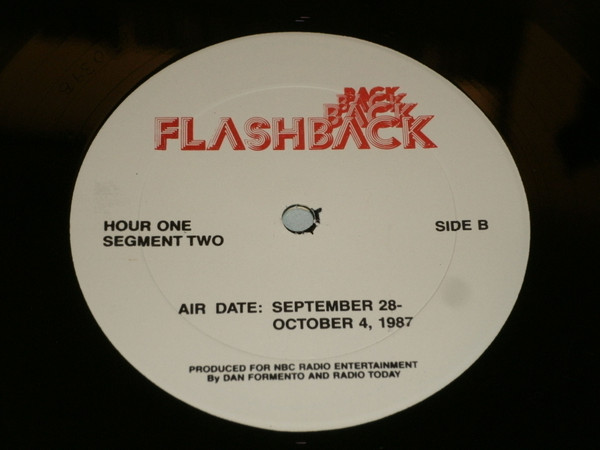 BACK
BACK
FLASHBACK
HOUR ONE
SEGMENT TWO
SIDE B
AIR DATE: SEPTEMBER 28-
OCTOBER 4, 1987
PRODUCED FOR NBC RADIO ENTERTAINMENT
By DAN FORMENTO AND RADIO TODAY